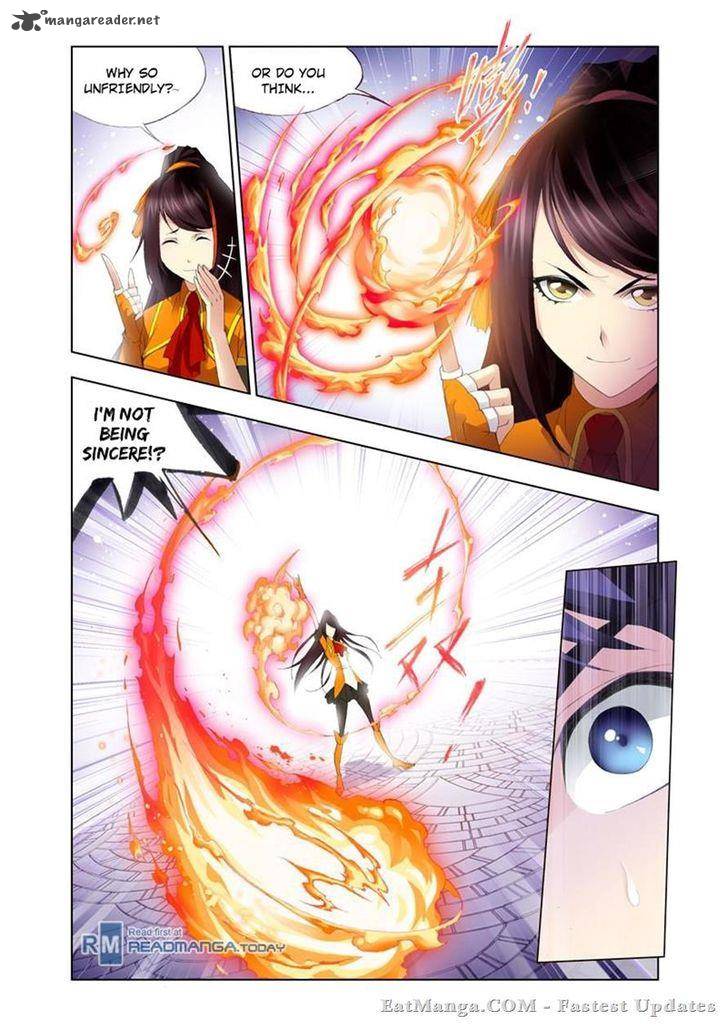 mangareader.net
WHY SO
UNFRIENDLY?~
OR DO YOU
THINK...
I'M NOT
BEING
SINCERE!?
RM
Read first at
READMANGA.TODAY
EatManga.COM - Fastest Updates